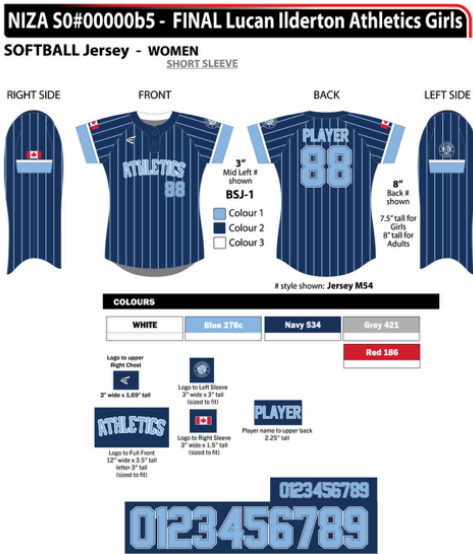 NIZA S0#00000b5 - FINAL Lucan Ilderton Athletics Girls
SOFTBALL Jersey - WOMEN
SHORT SLEEVE
RIGHT SIDE
FRONT
BACK
LEFT SIDE
ATHLETICS
88
3"
Mid Left #
shown
BSJ-1
Colour 1
Colour 2
Colour 3
PLAYER
88
8"
Back #
shown
7.5" tall for
Girls
8" tall for
Adults
# style shown: Jersey M54
COLOURS
WHITE
Blue 278c
Navy 534
Grey 421
Red 186
Logo to upper
Right Chest
2" wide x 1.69" tall
Logo to Left Sleeve
3" wide x 3" tall
(sized to fit)
ATHLETICS
Logo to Full Front
12" wide x 3.5" tall
letter 3" tall
(sized to fit)
Logo to Right Sleeve
3" wide x 1.5" tall
(sized to fit)
PLAYER
Player name to upper back
2.25" tall
0123456789
0123456789